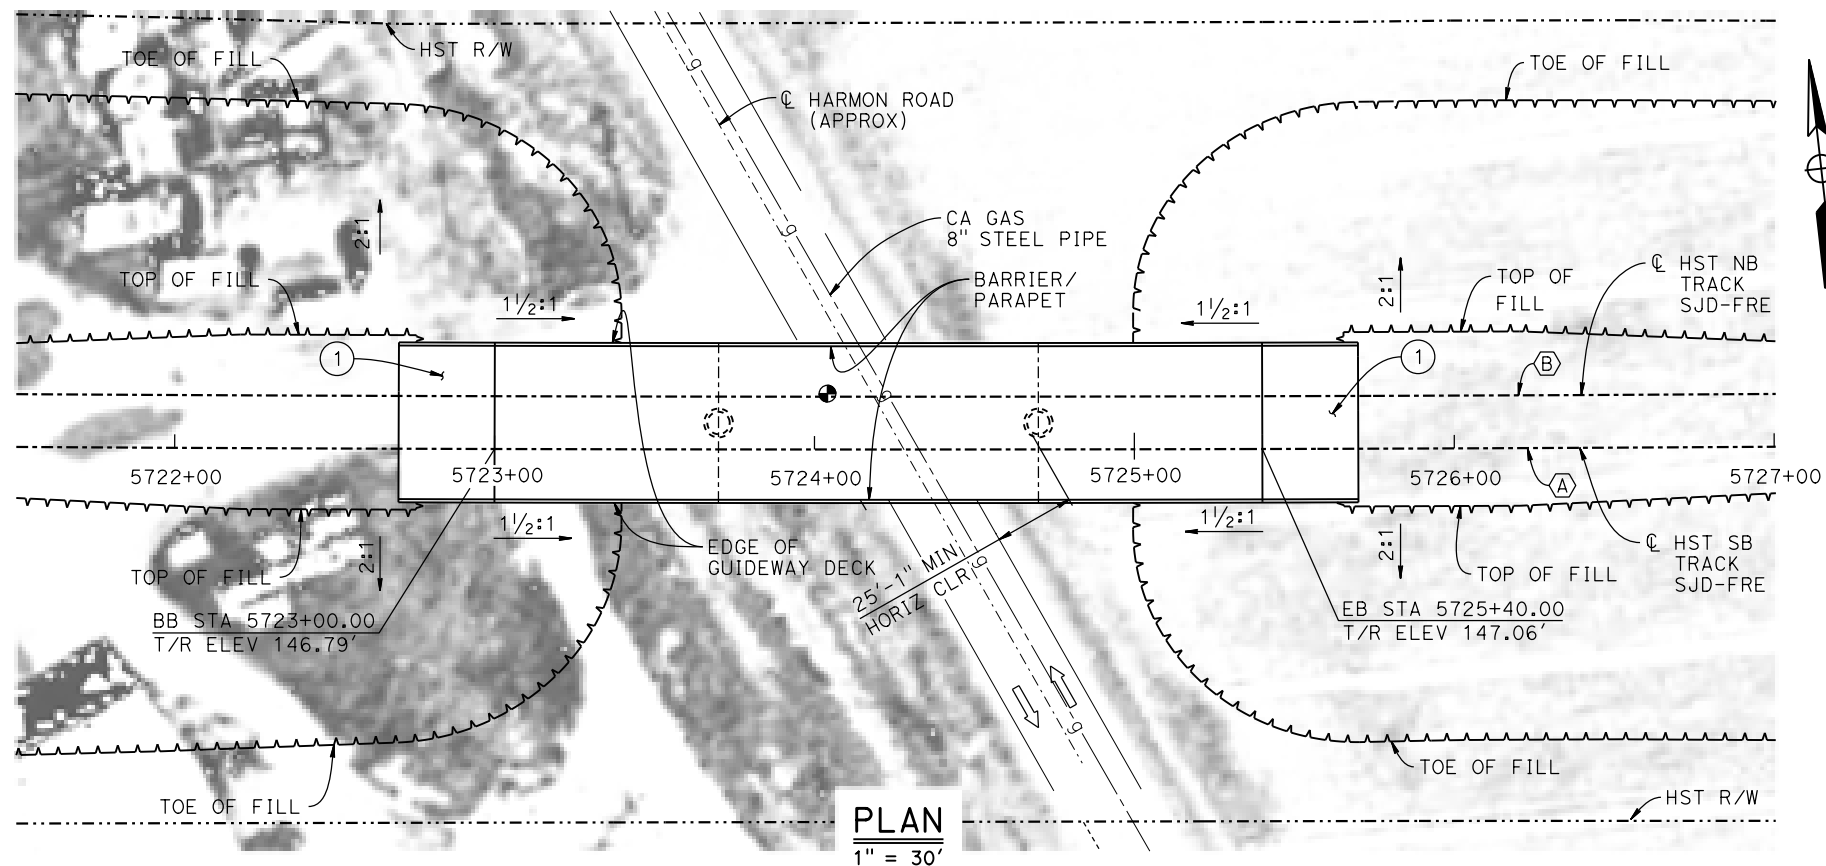 TOE OF FILL
HST R/W
℄ HARMON ROAD
(APPROX)
TOE OF FILL
g
g
2:1
CA GAS
8" STEEL PIPE
TOP OF FILL
BARRIER/
PARAPET
1½:1
1½:1
2:1
TOP OF
FILL
℄ HST NB
TRACK
SJD-FRE
1
1
B
g
5722+00
5723+00
5724+00
5725+00
5726+00
5727+00
A
1½:1
1½:1
2:1
2:1
EDGE OF
GUIDEWAY DECK
25'-1" MIN
HORIZ CLR
g
℄ HST SB
TRACK
SJD-FRE
TOP OF FILL
TOP OF FILL
BB STA 5723+00.00
T/R ELEV 146.79'
EB STA 5725+40.00
T/R ELEV 147.06'
g
TOE OF FILL
TOE OF FILL
HST R/W
PLAN
1" = 30'